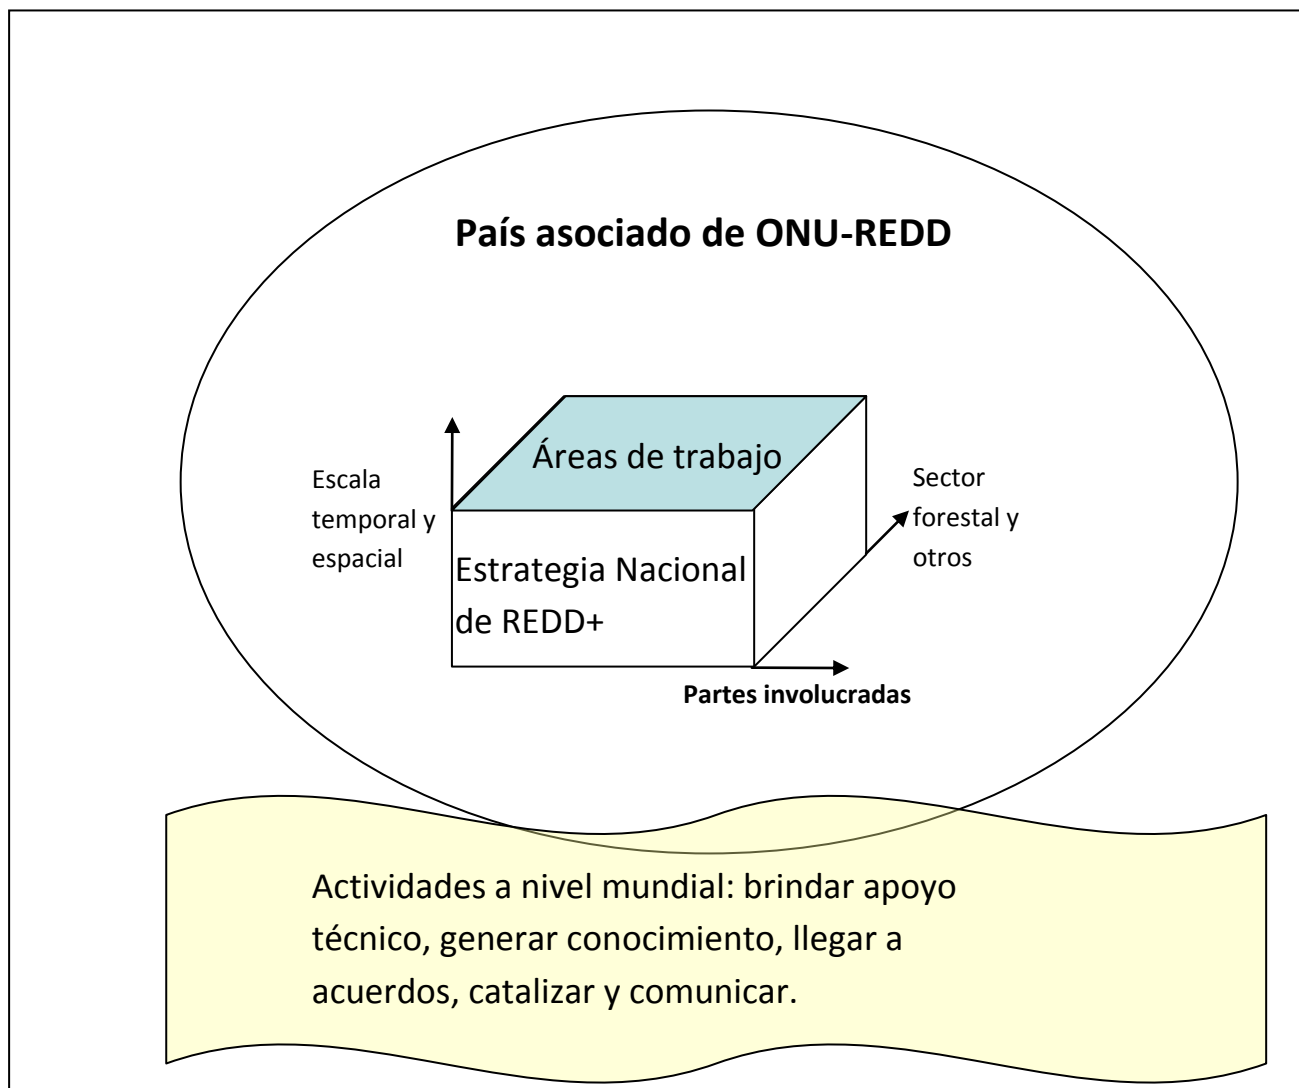 País asociado de ONU-REDD
Áreas de trabajo
Escala
temporal y
espacial
Sector
forestal y
otros
Estrategia Nacional
de REDD+
Partes involucradas
Actividades a nivel mundial: brindar apoyo
técnico, generar conocimiento, llegar a
acuerdos, catalizar y comunicar.